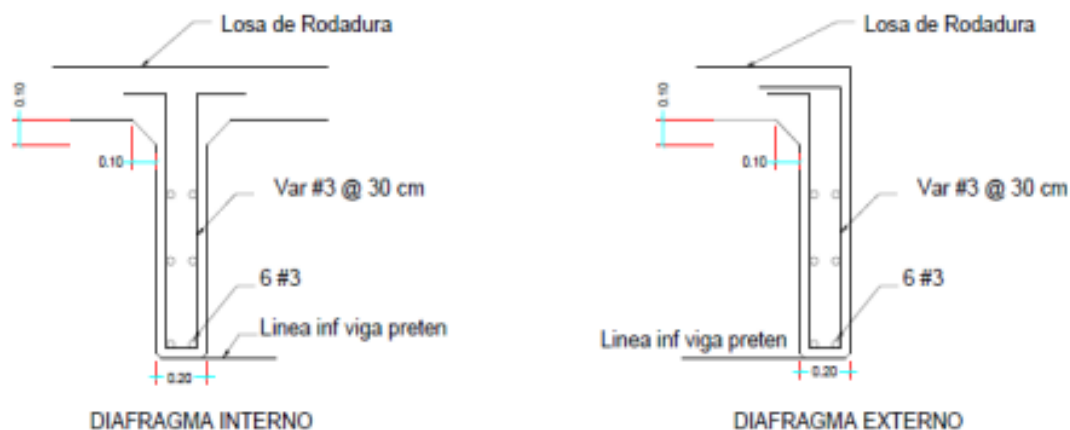 Losa de Rodadura
0.10
0.10
Var #3 @ 30 cm
6 #3
Linea inf viga preten
0.20
DIAFRAGMA INTERNO
Losa de Rodadura
0.10
0.10
Var #3 @ 30 cm
6 #3
Linea inf viga preten
0.20
DIAFRAGMA EXTERNO